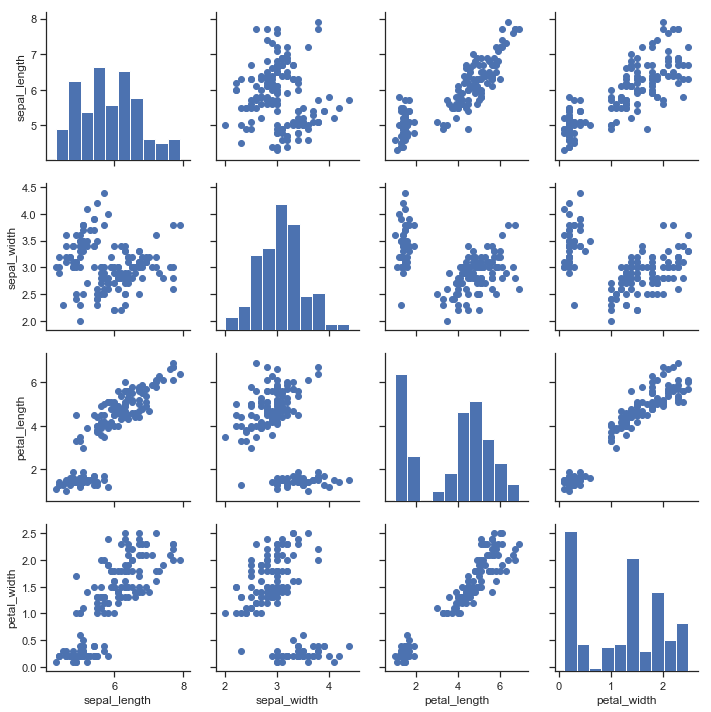 sepal_length
8
7
6
5
sepal_width
4.5
4.0
3.5
3.0
2.5
2.0
petal_length
6
4
2
petal_width
2.5
2.0
1.5
1.0
0.5
0.0
6 8
2 3 4
2 4 6
0 1 2
sepal_length sepal_width petal_length petal_width